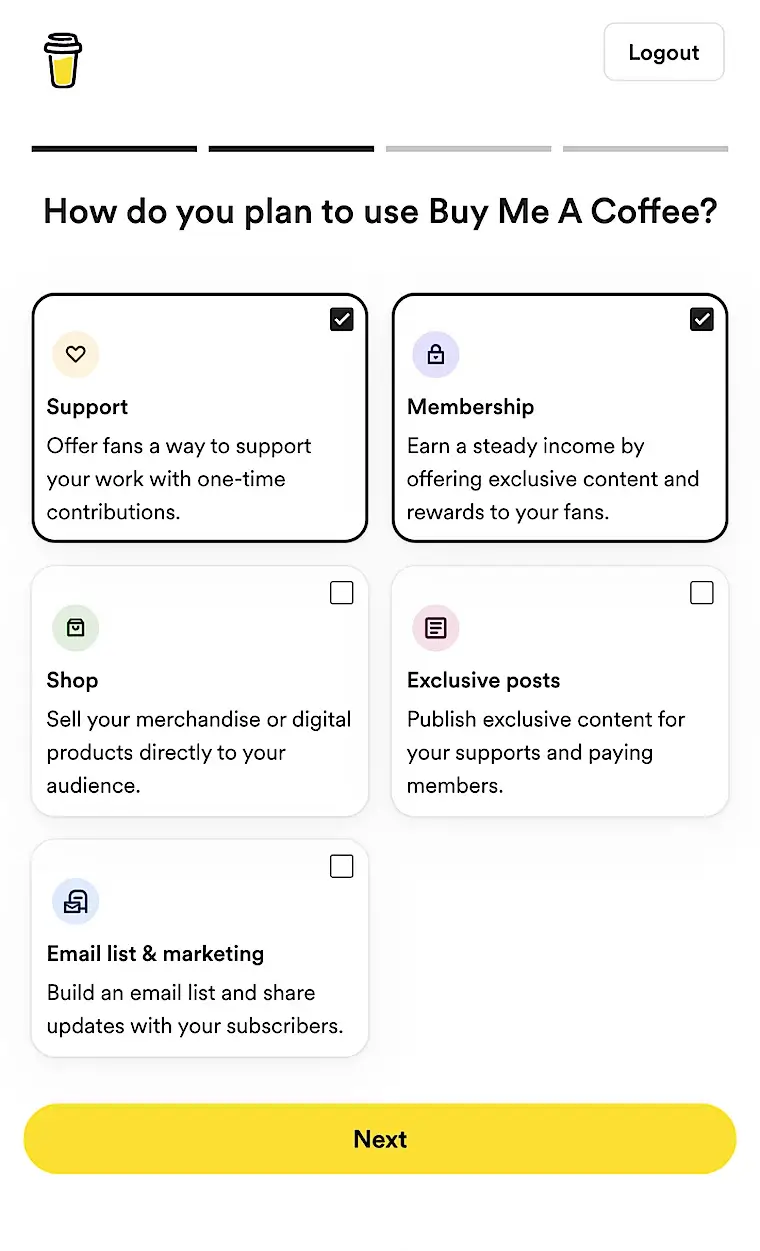 Logout
How do you plan to use Buy Me A Coffee?
Support
Offer fans a way to support
your work with one-time
contributions.
Membership
Earn a steady income by
offering exclusive content and
rewards to your fans.
Shop
Sell your merchandise or digital
products directly to your
audience.
Exclusive posts
Publish exclusive content for
your supports and paying
members.
Email list & marketing
Build an email list and share
updates with your subscribers.
Next